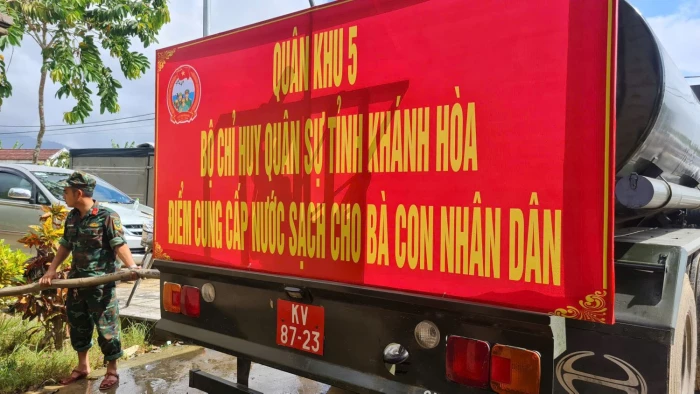 QUÂN KHU 5
BỘ CHỈ HUY QUÂN SỰ TỈNH KHÁNH HÒA
ĐIỂM CUNG CẤP NƯỚC SẠCH CHO BÀ CON NHÂN DÂN
KV
87-23